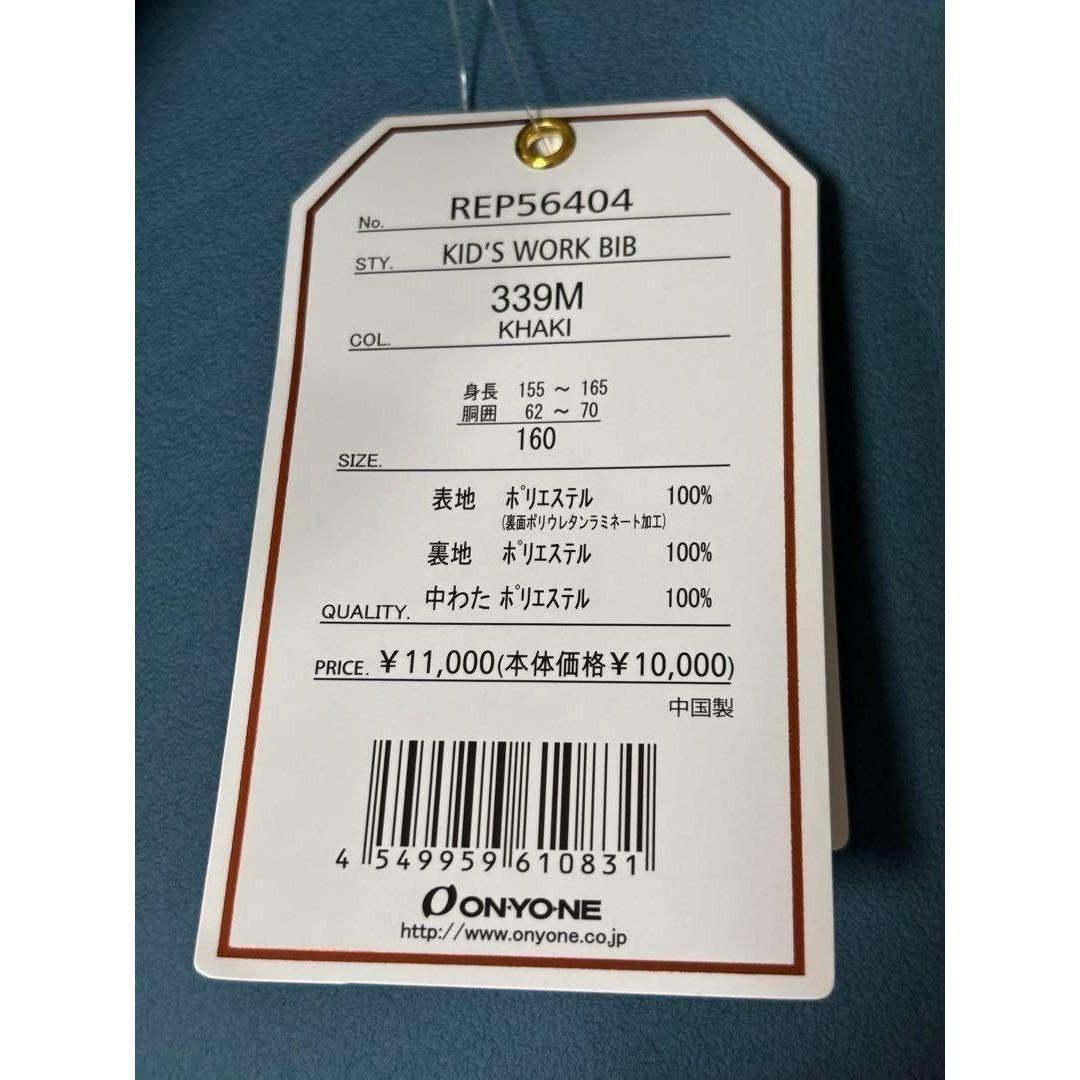 No. REP56404
STY. KID'S WORK BIB
339M
COL. KHAKI
身長 155 ～ 165
胴囲 62 ～ 70
160
SIZE.
表地 ポリエステル 100%
(裏面ポリウレタンラミネート加工)
裏地 ポリエステル 100%
QUALITY. 中わた ポリエステル 100%
PRICE. ￥11,000(本体価格￥10,000)
中国製
4 549959 610831
ON•YO•NE
http://www.onyone.co.jp